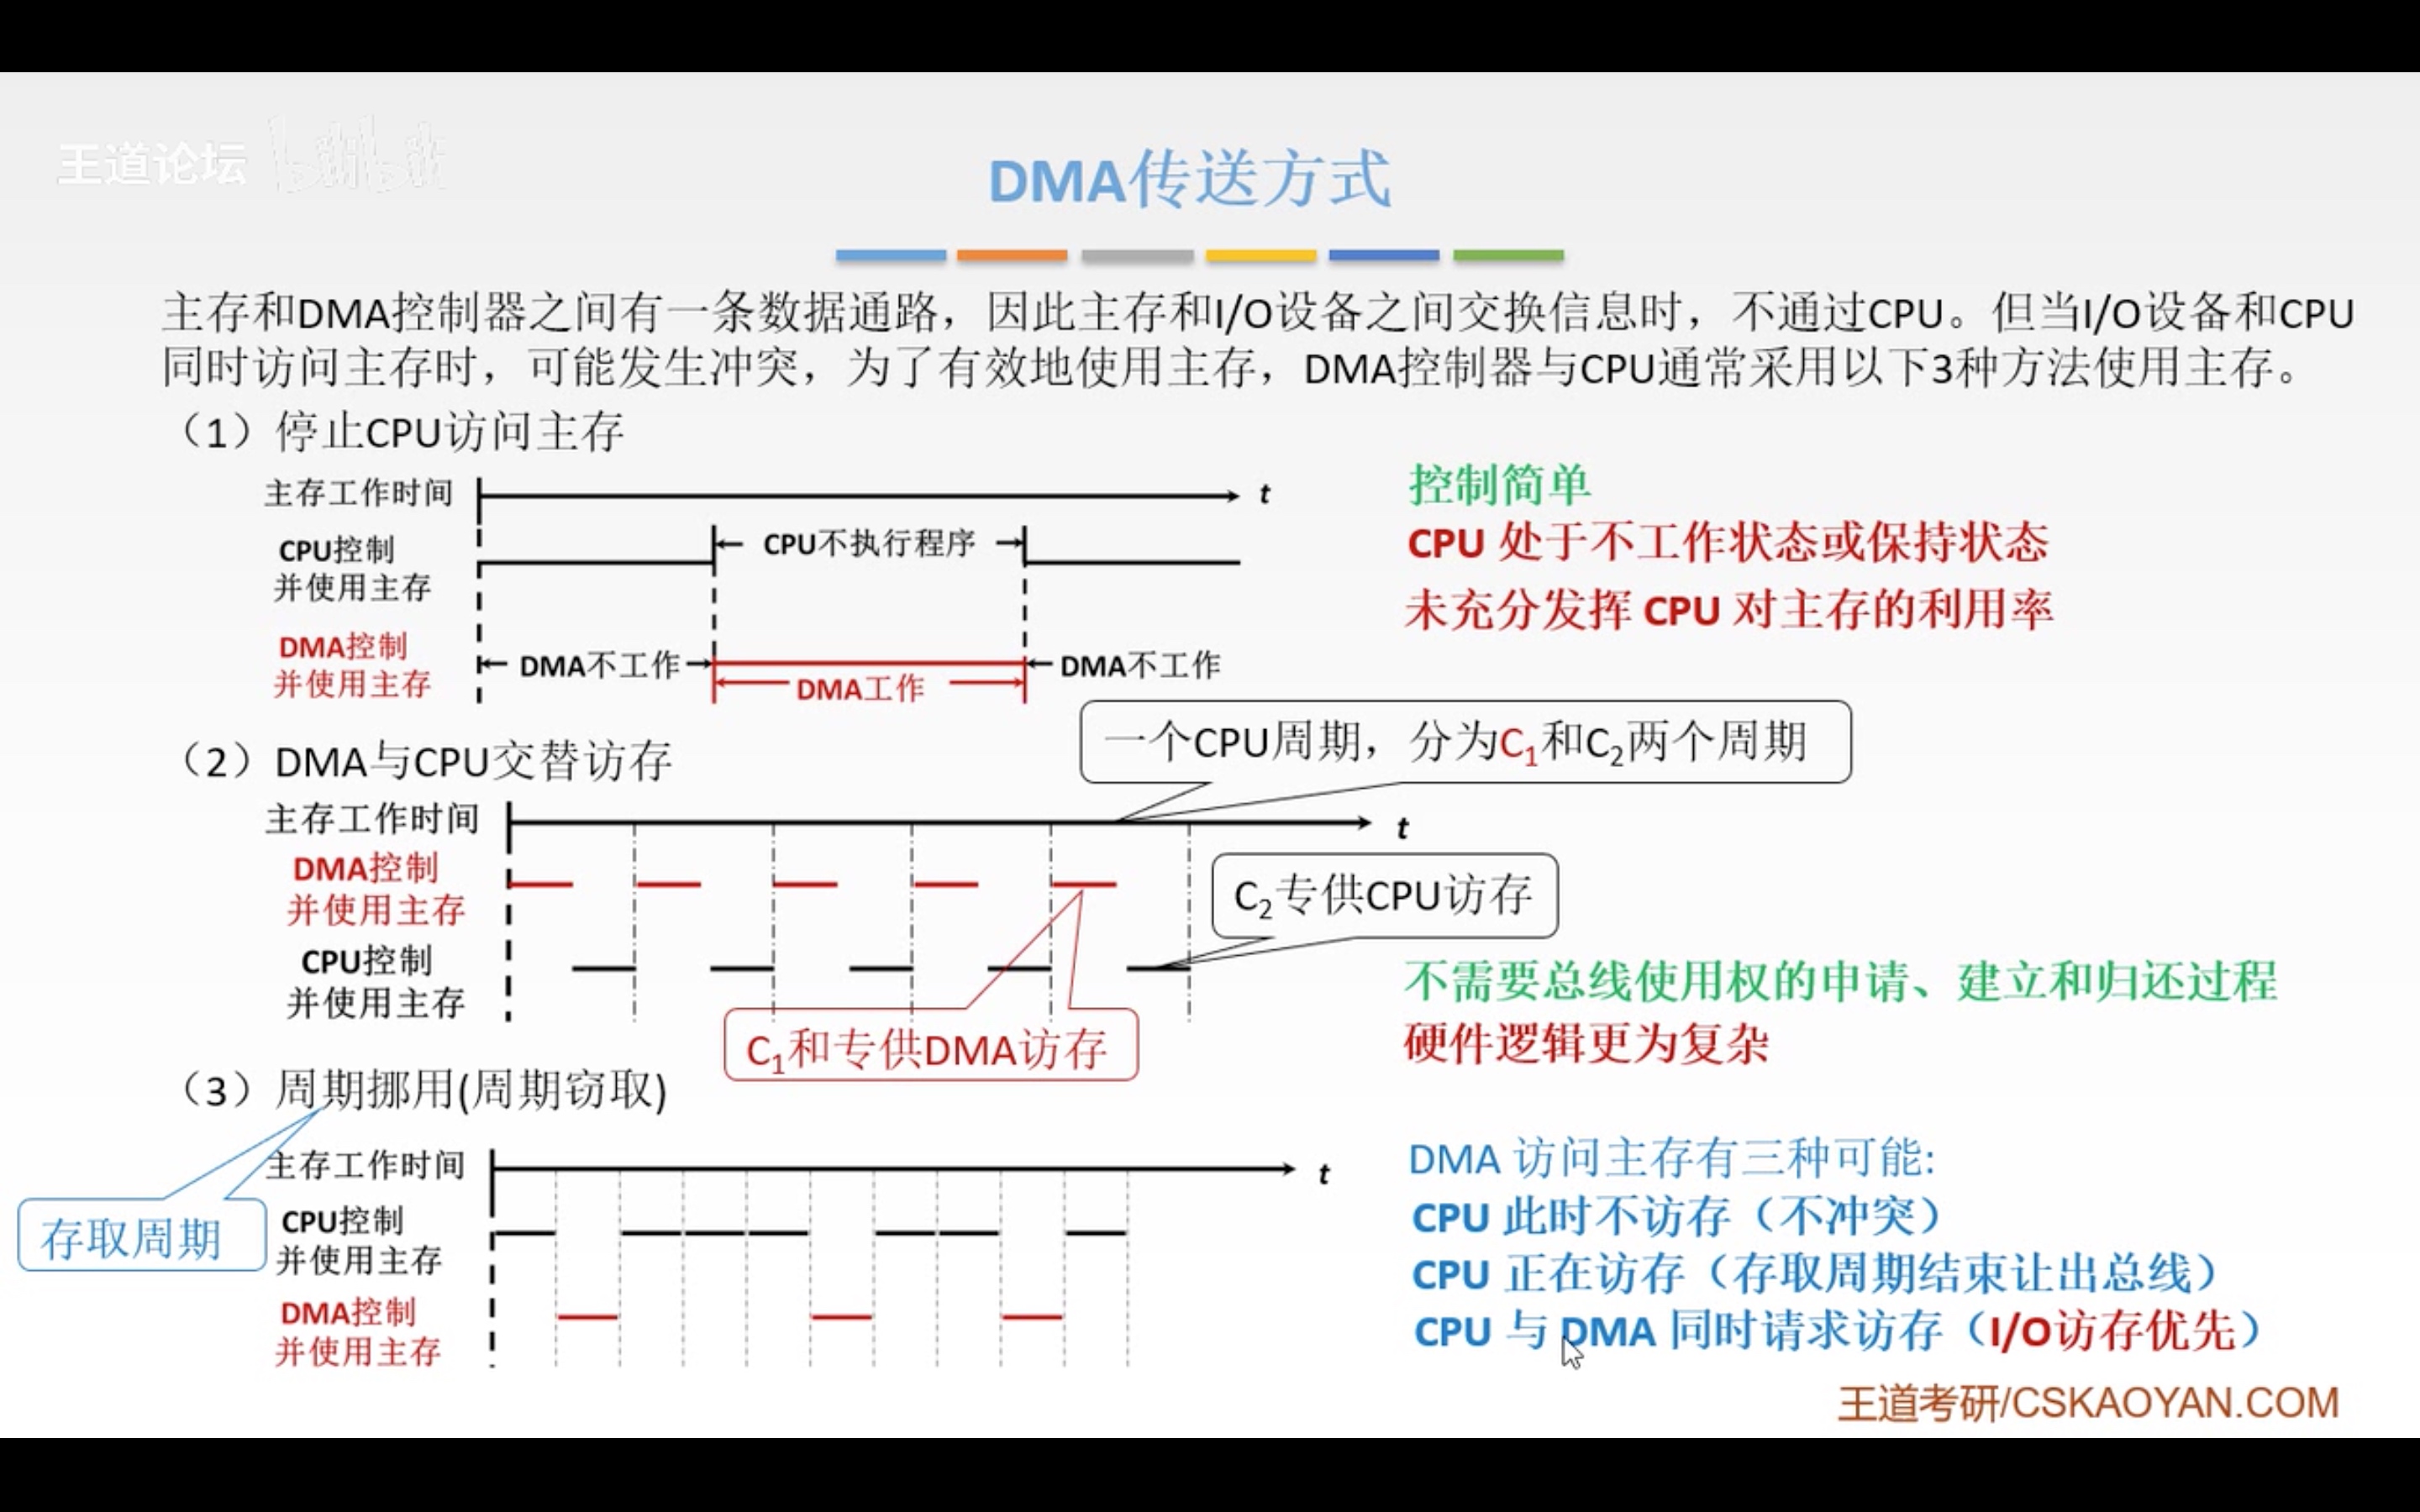 王道论坛 bilibili
DMA传送方式
主存和DMA控制器之间有一条数据通路，因此主存和I/O设备之间交换信息时，不通过CPU。但当I/O设备和CPU
同时访问主存时，可能发生冲突，为了有效地使用主存，DMA控制器与CPU通常采用以下3种方法使用主存。
（1）停止CPU访问主存
主存工作时间
t
CPU控制
并使用主存
CPU不执行程序
DMA控制
并使用主存
DMA不工作
DMA工作
DMA不工作
控制简单
CPU 处于不工作状态或保持状态
未充分发挥 CPU 对主存的利用率
（2）DMA与CPU交替访存
一个CPU周期，分为C1和C2两个周期
主存工作时间
t
DMA控制
并使用主存
CPU控制
并使用主存
C2专供CPU访存
C1和专供DMA访存
不需要总线使用权的申请、建立和归还过程
硬件逻辑更为复杂
（3）周期挪用(周期窃取)
存取周期
主存工作时间
t
CPU控制
并使用主存
DMA控制
并使用主存
DMA 访问主存有三种可能:
CPU 此时不访存（不冲突）
CPU 正在访存（存取周期结束让出总线）
CPU 与 DMA 同时请求访存（I/O访存优先）
王道考研/CSKAOYAN.COM